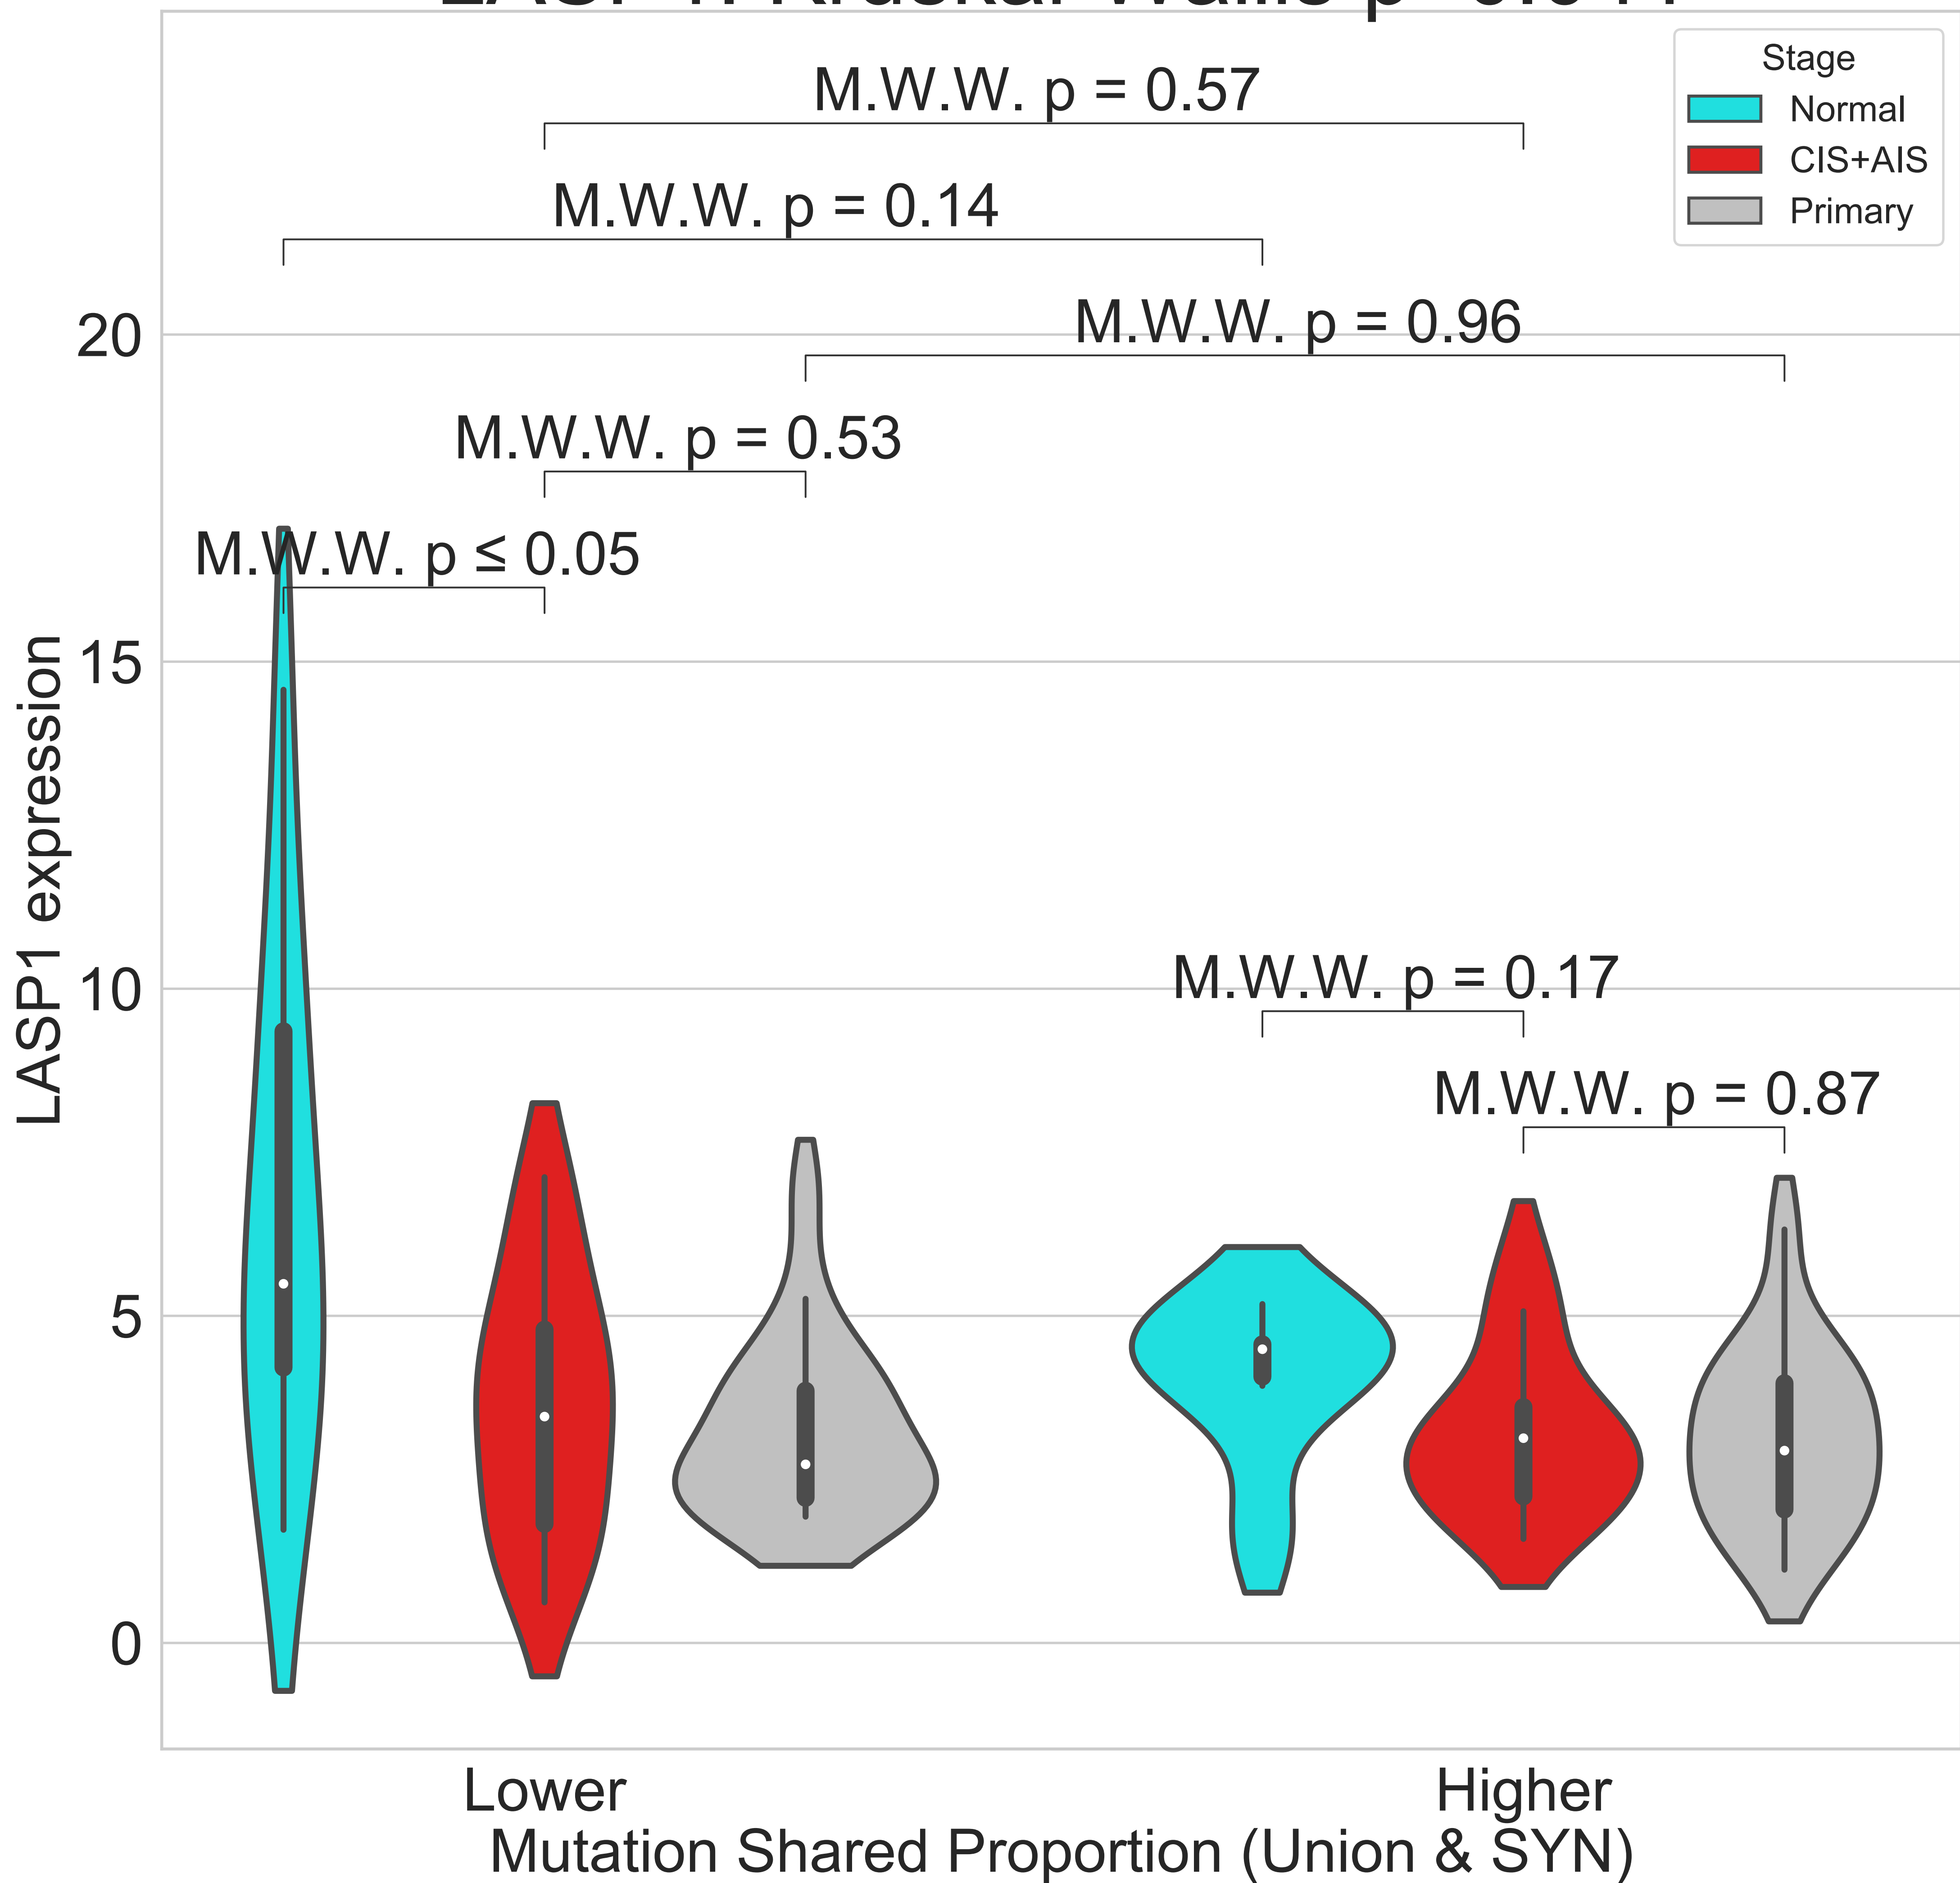 Stage
Normal
CIS+AIS
Primary
M.W.W. p = 0.57
M.W.W. p = 0.14
M.W.W. p = 0.96
M.W.W. p = 0.53
M.W.W. p ≤ 0.05
M.W.W. p = 0.17
M.W.W. p = 0.87
20
15
10
5
0
LASP1 expression
Lower
Higher
Mutation Shared Proportion (Union & SYN)